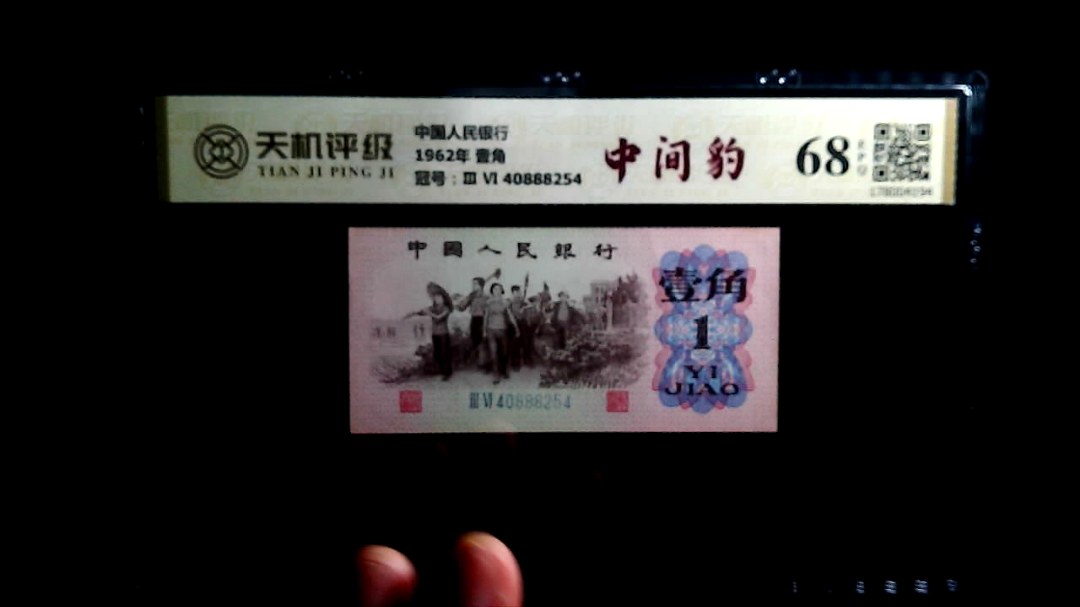 天机评级
TIAN JI PING JI
中国人民银行
1962年 壹角
冠号：Ⅲ Ⅵ 40888254
中间豹
68
中國人民銀行
壹角
1
YI
JIAO
Ⅲ Ⅵ 40888254